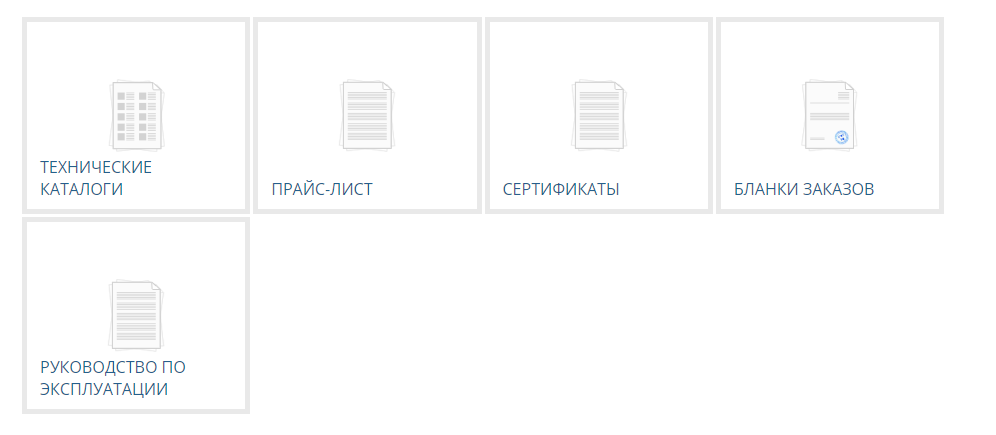 ТЕХНИЧЕСКИЕ
КАТАЛОГИ
ПРАЙС-ЛИСТ
СЕРТИФИКАТЫ
БЛАНКИ ЗАКАЗОВ
РУКОВОДСТВО ПО
ЭКСПЛУАТАЦИИ